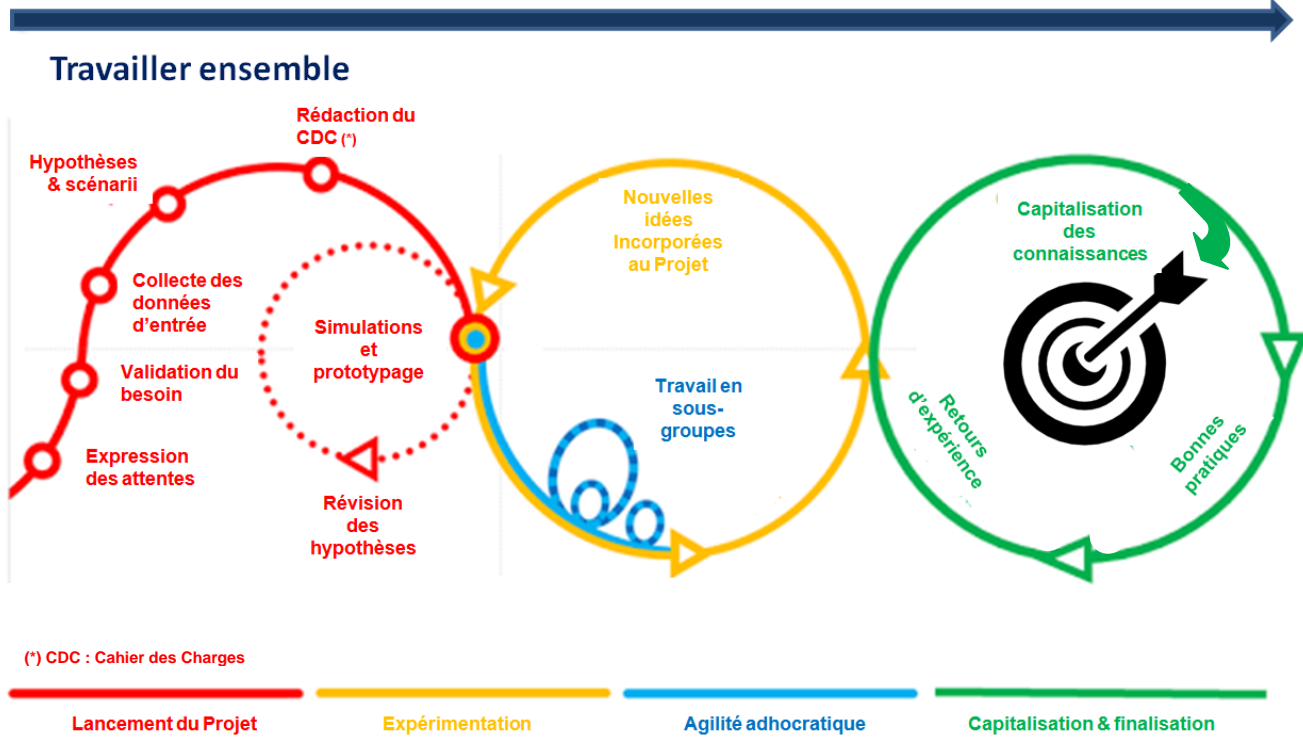 Travailler ensemble
Rédaction du
CDC (*)
Hypothèses
& scénarii
Collecte des
données
d'entrée
Validation du
besoin
Expression
des attentes
Simulations
et
prototypage
Révision
des
hypothèses
Nouvelles
idées
Incorporées
au Projet
Travail en
sous-
groupes
Capitalisation
des
connaissances
Retours
d'expérience
Bonnes
pratiques
(*) CDC : Cahier des Charges
Lancement du Projet
Expérimentation
Agilité adhocratique
Capitalisation & finalisation